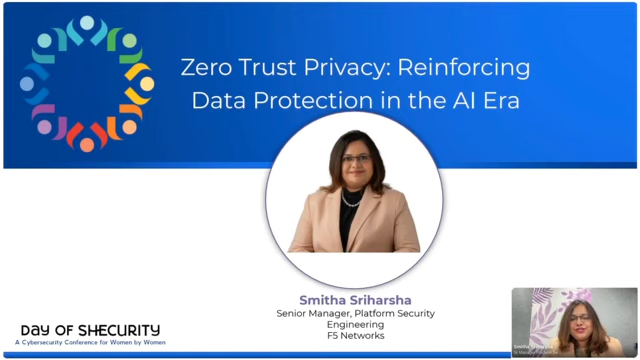 Zero Trust Privacy: Reinforcing
Data Protection in the AI Era
Smitha Sriharsha
Senior Manager, Platform Security
Engineering
F5 Networks
DAY OF SHECURITY
A Cybersecurity Conference for Women by Women